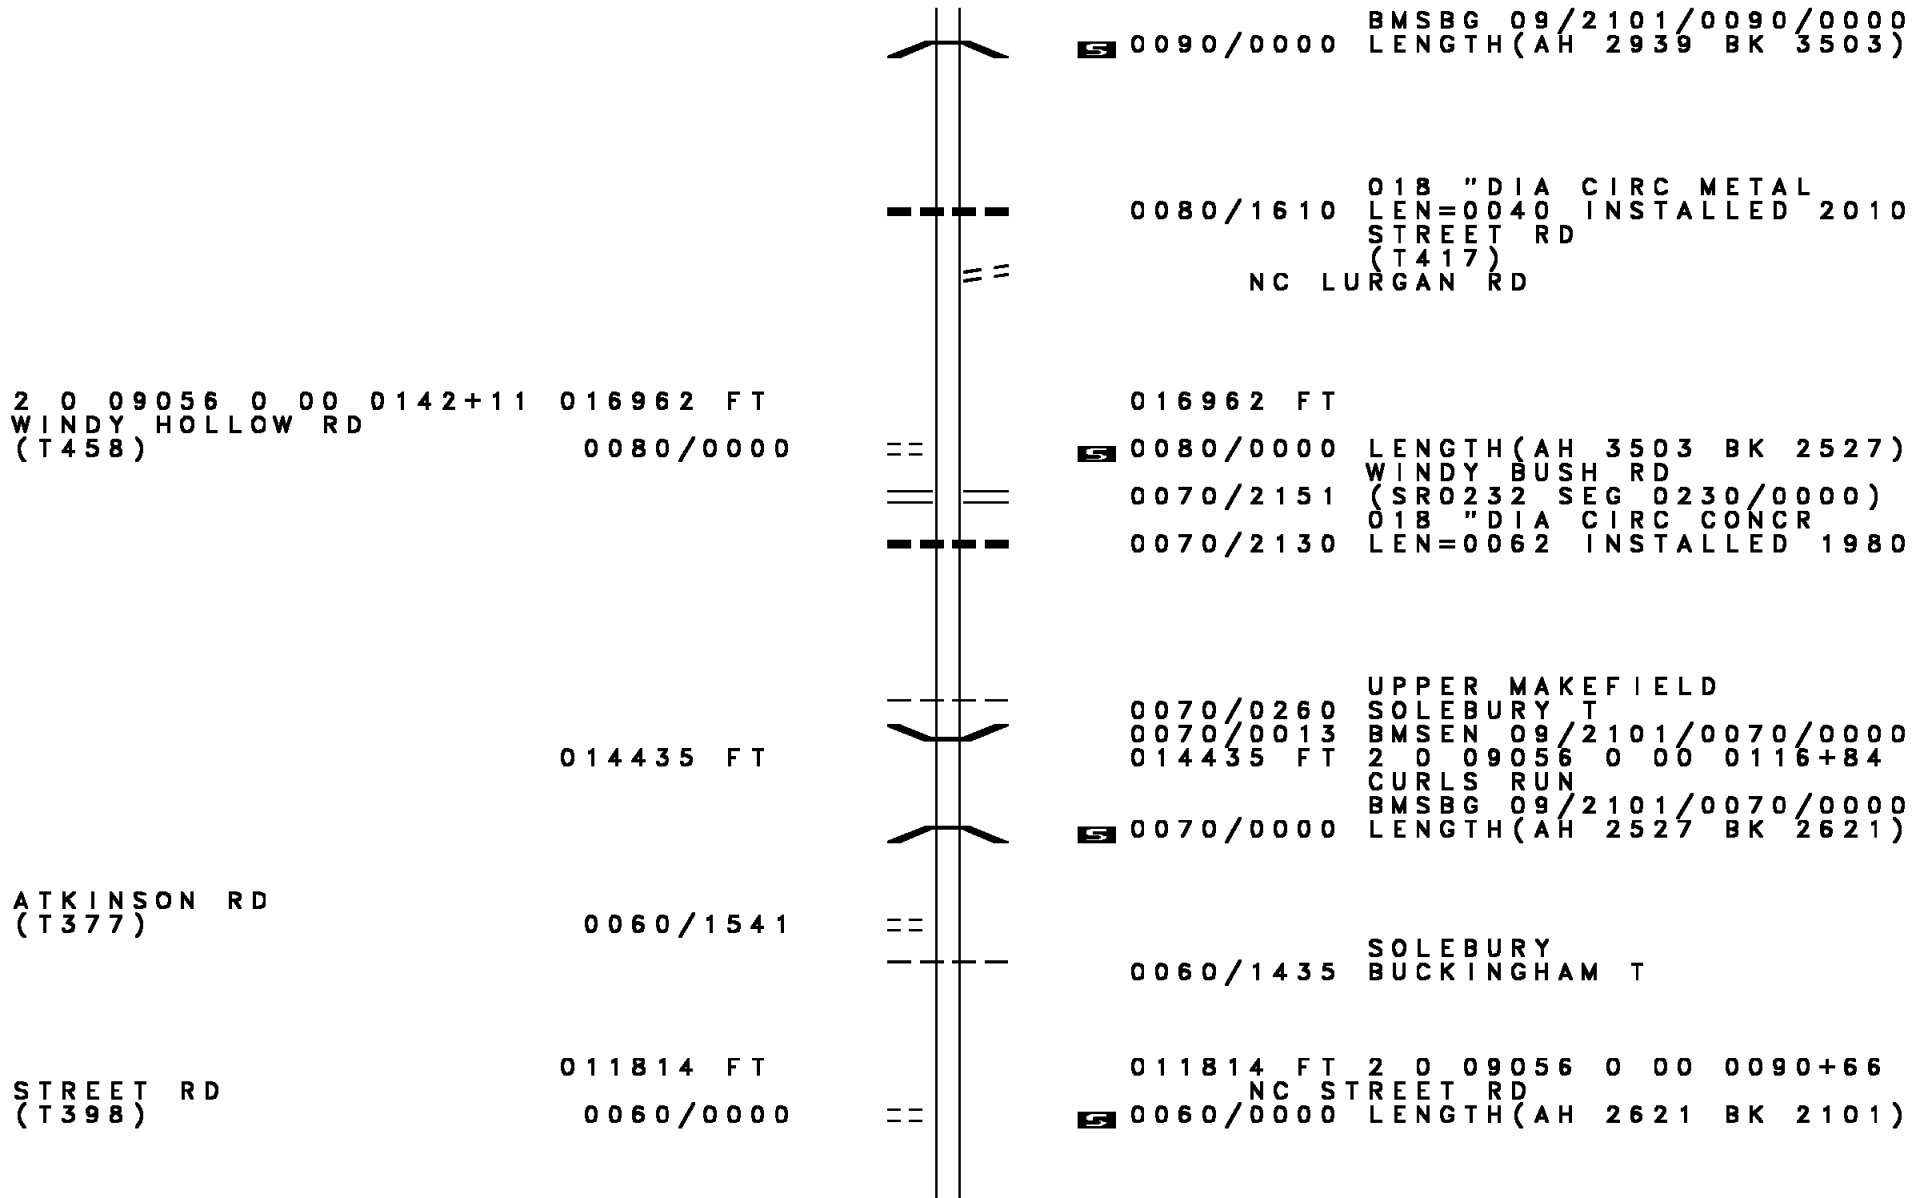 BMSBG 09/2101/0090/0000
S 0090/0000 LENGTH(AH 2939 BK 3503)
018 "DIA CIRC METAL
0080/1610 LEN=0040 INSTALLED 2010
STREET RD
(T417)
NC LURGAN RD
2 0 09056 0 00 0142+11 016962 FT 016962 FT
WINDY HOLLOW RD
(T458) 0080/0000 S 0080/0000 LENGTH(AH 3503 BK 2527)
WINDY BUSH RD
0070/2151 (SR0232 SEG 0230/0000)
018 "DIA CIRC CONCR
0070/2130 LEN=0062 INSTALLED 1980
UPPER MAKEFIELD
0070/0260 SOLEBURY T
0070/0013 BMSEN 09/2101/0070/0000
014435 FT 014435 FT 2 0 09056 0 00 0116+84
CURLS RUN
BMSBG 09/2101/0070/0000
S 0070/0000 LENGTH(AH 2527 BK 2621)
ATKINSON RD
(T377) 0060/1541
SOLEBURY
0060/1435 BUCKINGHAM T
011814 FT 011814 FT 2 0 09056 0 00 0090+66
STREET RD NC STREET RD
(T398) 0060/0000 S 0060/0000 LENGTH(AH 2621 BK 2101)